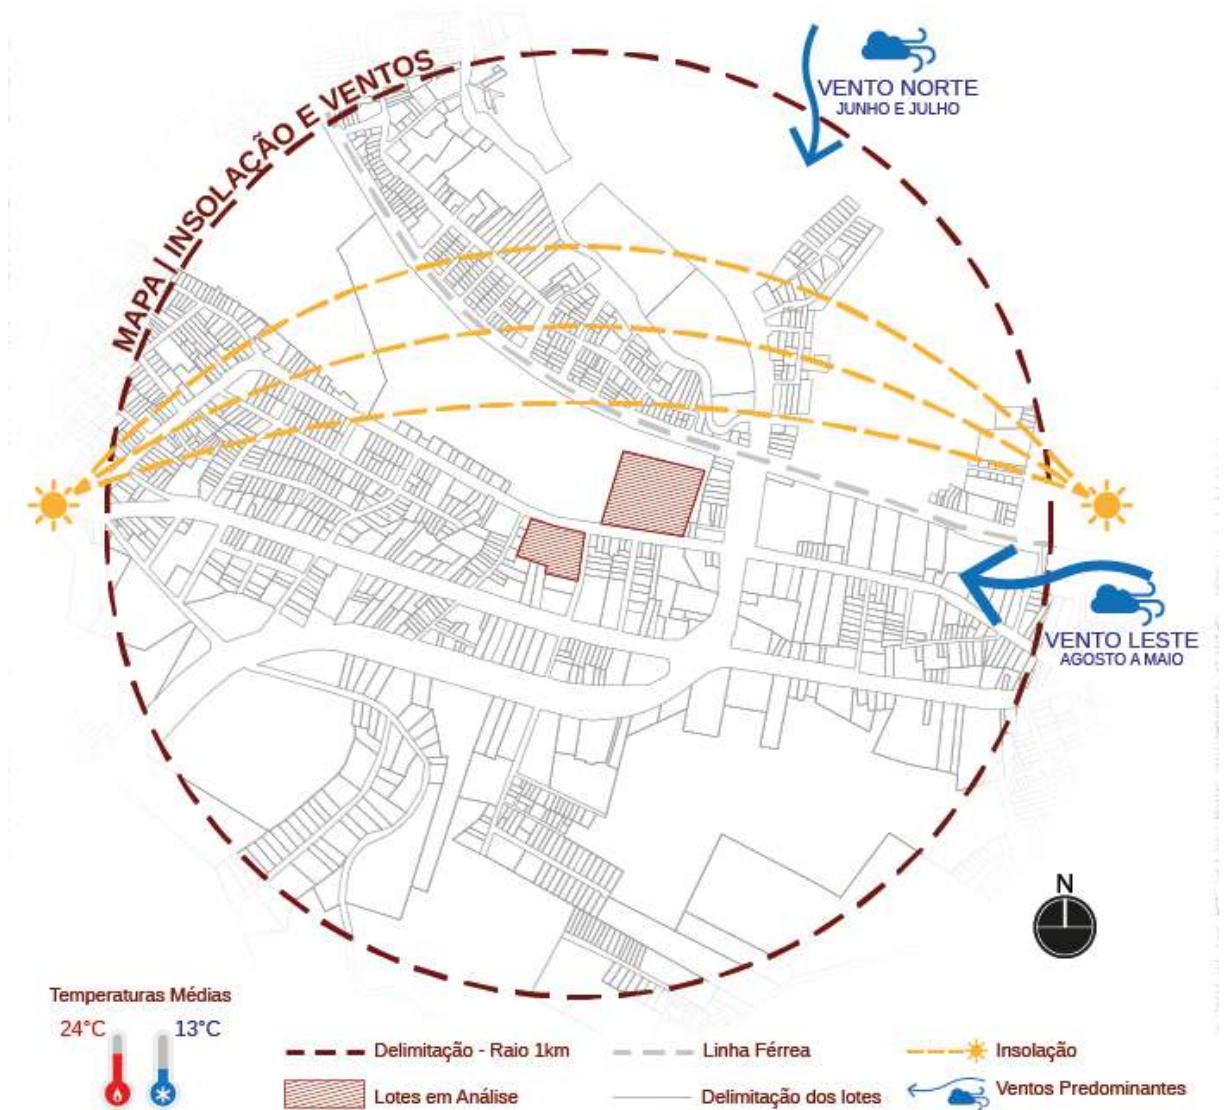 MAPA | INSOLAÇÃO E VENTOS
VENTO NORTE
JUNHO E JULHO
VENTO LESTE
AGOSTO A MAIO
N
Temperaturas Médias
24°C
13°C
Delimitação - Raio 1km
Linha Férrea
Insolação
Lotes em Análise
Delimitação dos lotes
Ventos Predominantes